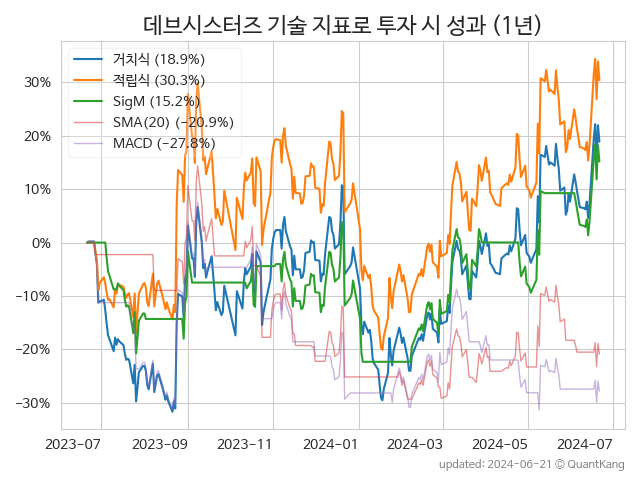 데브시스터즈 기술 지표로 투자 시 성과 (1년)
거치식 (18.9%)
적립식 (30.3%)
SigM (15.2%)
SMA(20) (−20.9%)
MACD (−27.8%)
30%
20%
10%
0%
−10%
−20%
−30%
2023-07
2023-09
2023-11
2024-01
2024-03
2024-05
2024-07
updated: 2024-06-21 © QuantKang